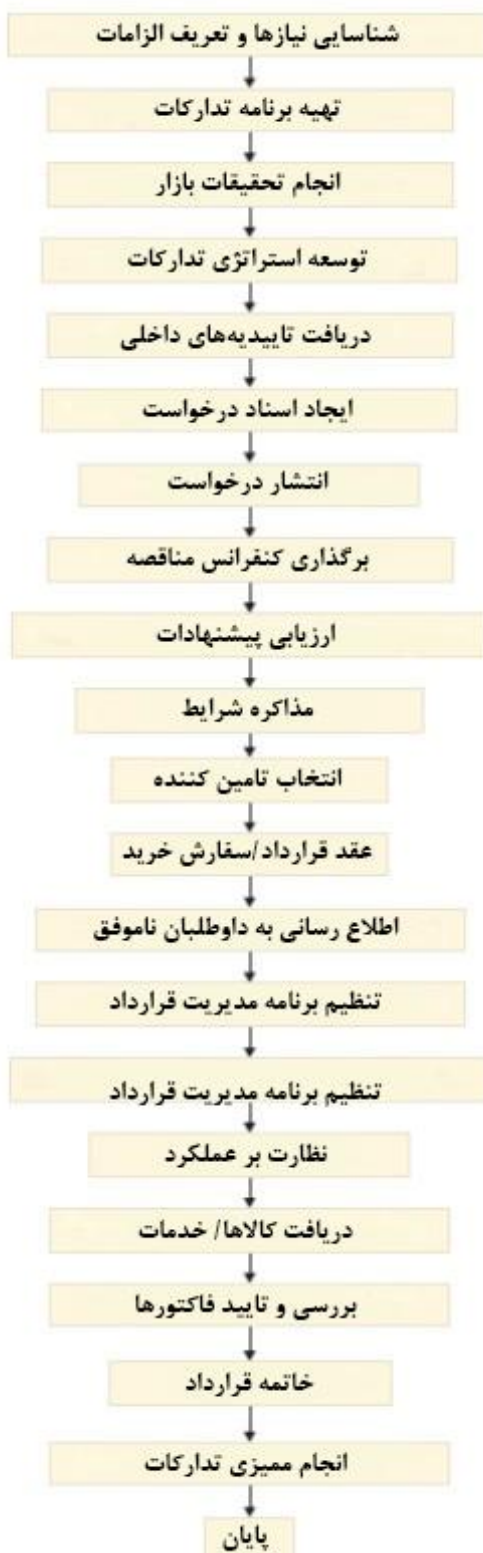 شناسایی نیازها و تعریف الزامات
تهیه برنامه تدارکات
انجام تحقیقات بازار
توسعه استراتژی تدارکات
دریافت تاییدیه‌های داخلی
ایجاد اسناد درخواست
انتشار درخواست
برگذاری کنفرانس مناقصه
ارزیابی پیشنهادات
مذاکره شرایط
انتخاب تامین کننده
عقد قرارداد/سفارش خرید
اطلاع رسانی به داوطلبان ناموفق
تنظیم برنامه مدیریت قرارداد
تنظیم برنامه مدیریت قرارداد
نظارت بر عملکرد
دریافت کالاها/ خدمات
بررسی و تایید فاکتورها
خاتمه قرارداد
انجام ممیزی تدارکات
پایان